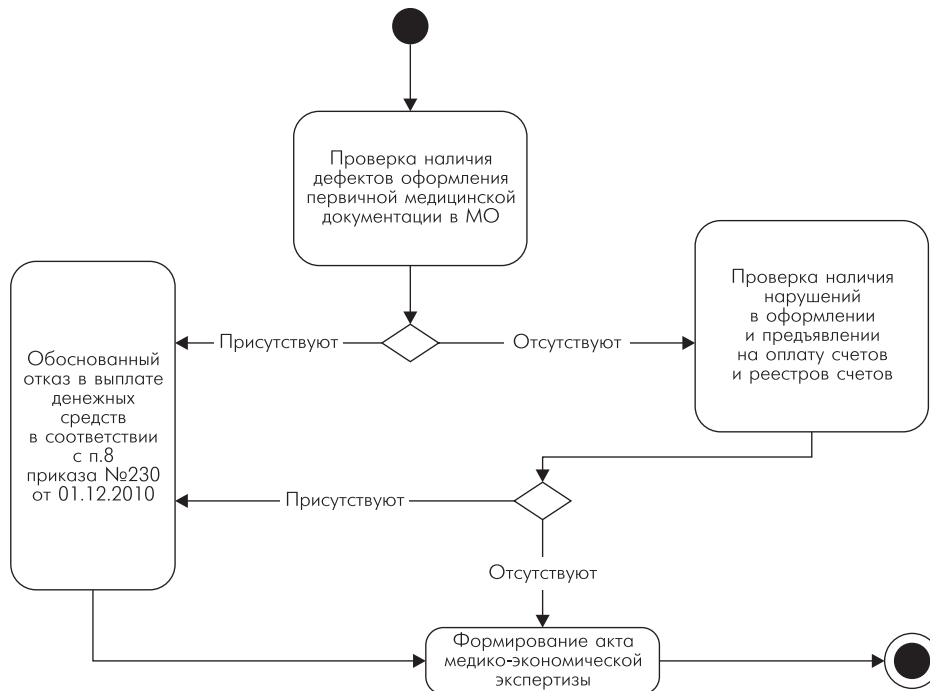 Проверка наличия
дефектов оформления
первичной медицинской
документации в МО
Проверка наличия
нарушений
в оформлении
и предъявлении
на оплату счетов
и реестров счетов
Присутствуют
Отсутствуют
Обоснованный
отказ в выплате
денежных
средств
в соответствии
с п.8
приказа №230
от 01.12.2010
Присутствуют
Отсутствуют
Формирование акта
медико-экономической
экспертизы